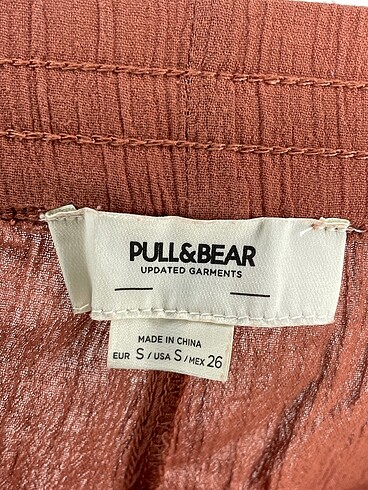 PULL&BEAR
UPDATED GARMENTS
MADE IN CHINA
EUR S / USA S / MEX 26